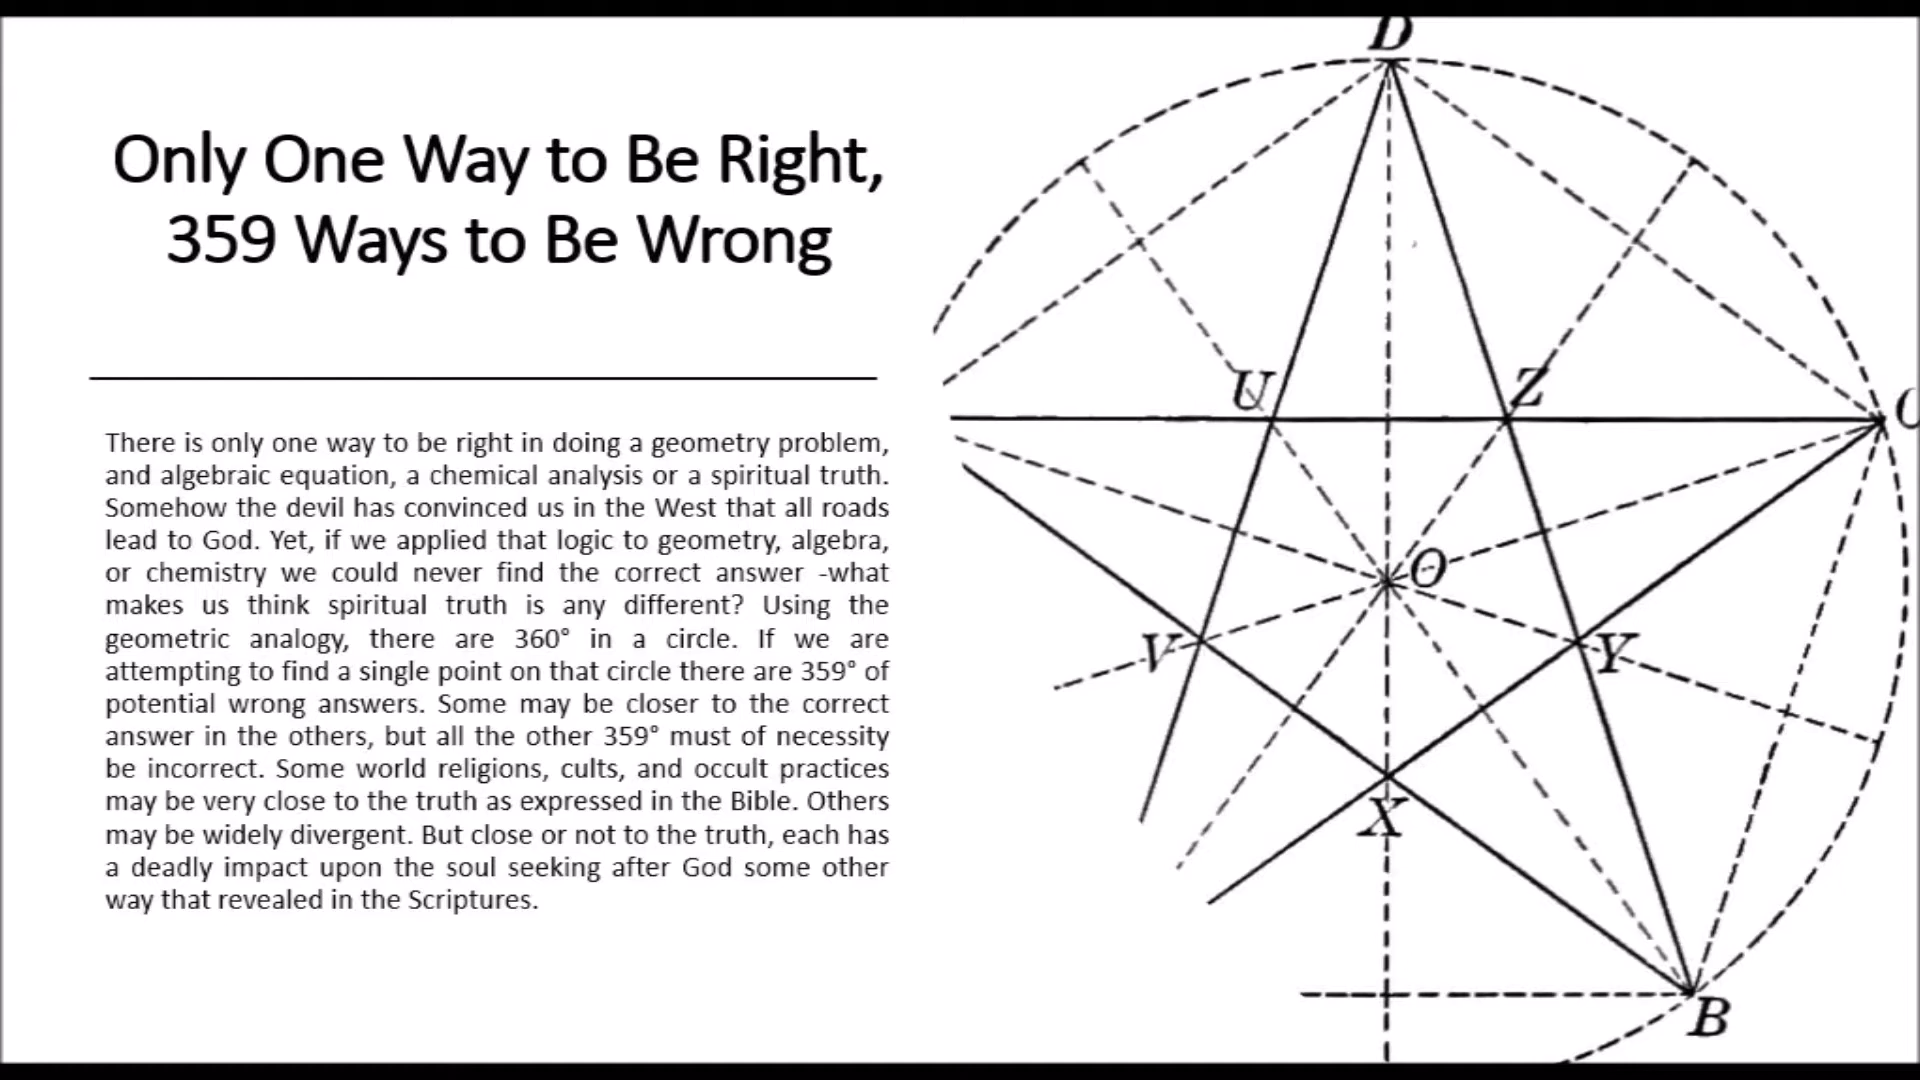 Only One Way to Be Right,
359 Ways to Be Wrong
There is only one way to be right in doing a geometry problem,
and algebraic equation, a chemical analysis or a spiritual truth.
Somehow the devil has convinced us in the West that all roads
lead to God. Yet, if we applied that logic to geometry, algebra,
or chemistry we could never find the correct answer -what
makes us think spiritual truth is any different? Using the
geometric analogy, there are 360° in a circle. If we are
attempting to find a single point on that circle there are 359° of
potential wrong answers. Some may be closer to the correct
answer in the others, but all the other 359° must of necessity
be incorrect. Some world religions, cults, and occult practices
may be very close to the truth as expressed in the Bible. Others
may be widely divergent. But close or not to the truth, each has
a deadly impact upon the soul seeking after God some other
way that revealed in the Scriptures.
D
U
Z
O
V
Y
X
B